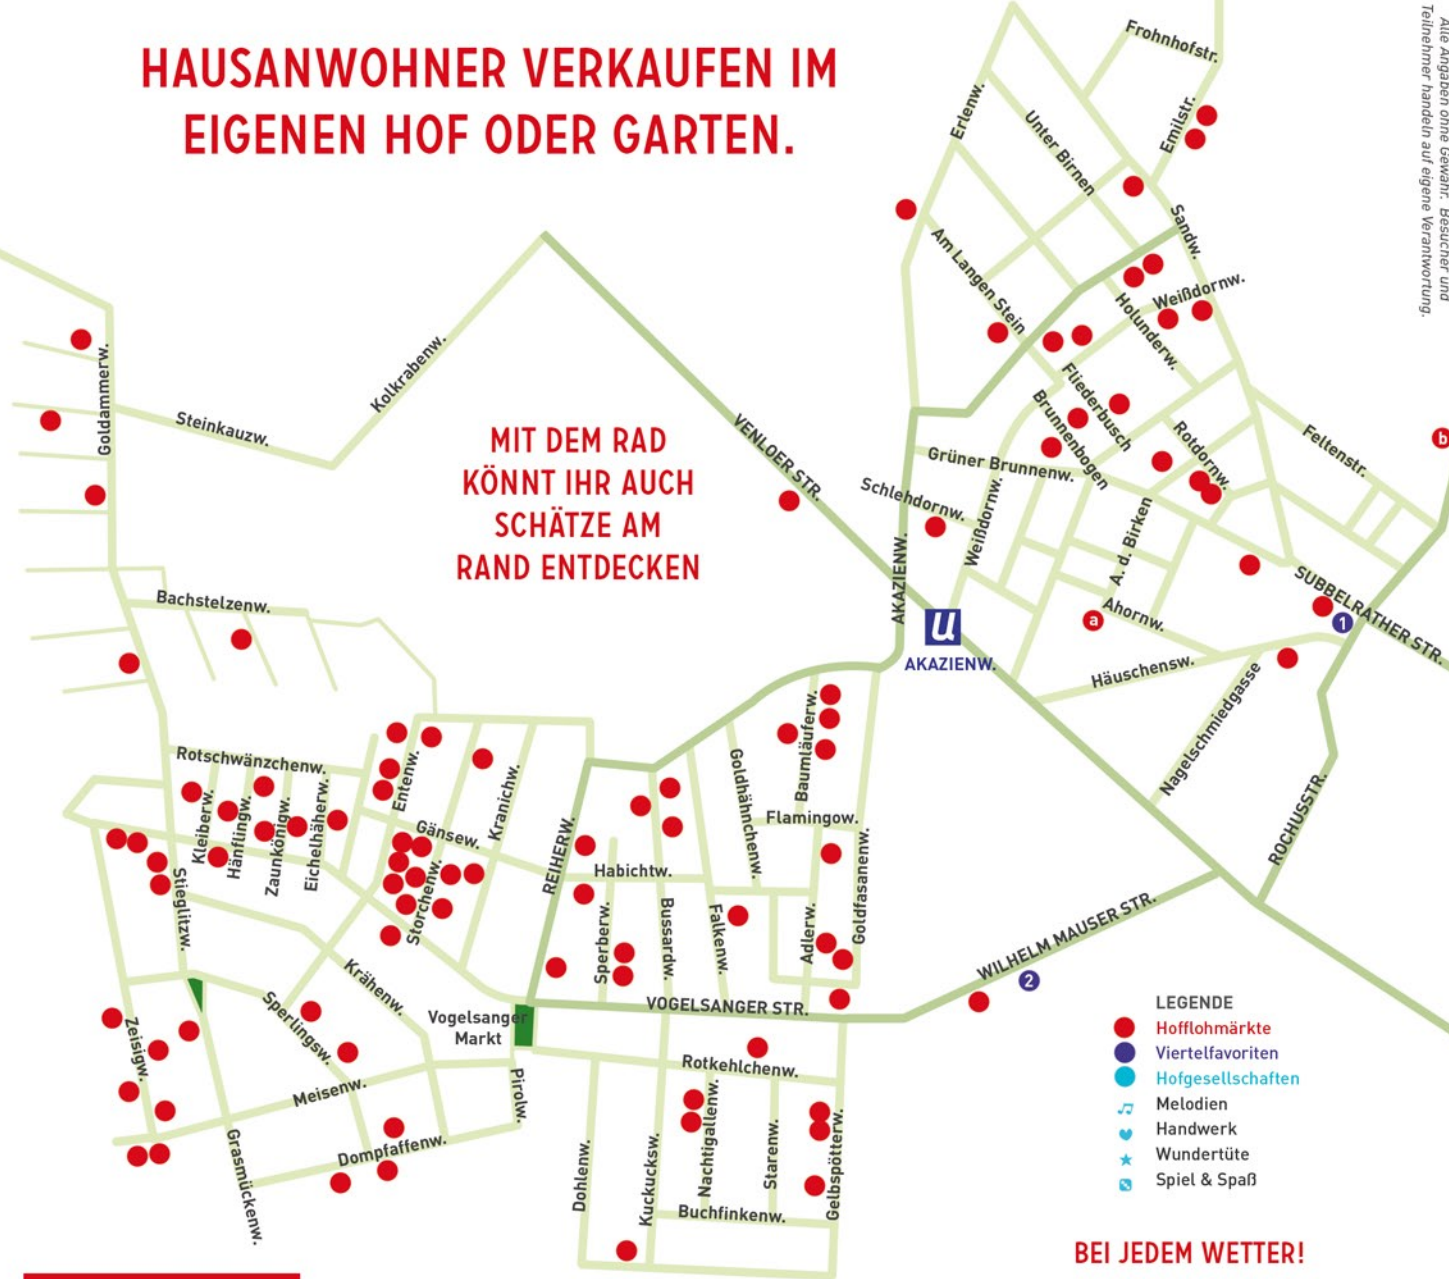 HAUSANWOHNER VERKAUFEN IM
EIGENEN HOF ODER GARTEN.
Alle Angaben ohne Gewähr. Besucher und
Teilnehmer handeln auf eigene Verantwortung.
Frohnhofstr.
Erlenw.
Unter Birnen
Emilstr.
Sandw.
Am Langen Stein
Weißdornw.
Holunderw.
Goldammerw.
Steinkauzw.
Kolkrabenw.
MIT DEM RAD
KÖNNT IHR AUCH
SCHÄTZE AM
RAND ENTDECKEN
VENLOER STR.
Fliederbusch
Brunnenbogen
Rotdornw.
Feltenstr.
b
Grüner Brunnenw.
Schlehdornw.
Weißdornw.
AKAZIENW.
A. d. Birken
SUBBELRATHER STR.
1
Bachstelzenw.
a
Ahornw.
U
AKAZIENW.
Häuschensw.
Nagelschmiedgasse
ROCHUSSTR.
Rotschwänzchenw.
Entenw.
Kleiberw.
Hänflingw.
Zaunkönigw.
Eichelhäherw.
Gänsew.
Kranichw.
Storchenw.
REIHERW.
Habichtw.
Goldhähnchenw.
Baumläuferw.
Flamingow.
Goldfasanenw.
Stieglitzw.
Sperberw.
Bussardw.
Falkenw.
Adlerw.
WILHELM MAUSER STR.
2
Krähenw.
Sperlingsw.
Vogelsanger
Markt
VOGELSANGER STR.
Zeisigw.
Meisenw.
Pirolw.
Rotkehlchenw.
Grasmückenw.
Dompfaffenw.
Dohlenw.
Kuckucksw.
Nachtigallenw.
Starenw.
Gelbspötterw.
Buchfinkenw.
LEGENDE
Hofflohmärkte
Viertelfavoriten
Hofgesellschaften
Melodien
Handwerk
Wundertüte
Spiel & Spaß
BEI JEDEM WETTER!